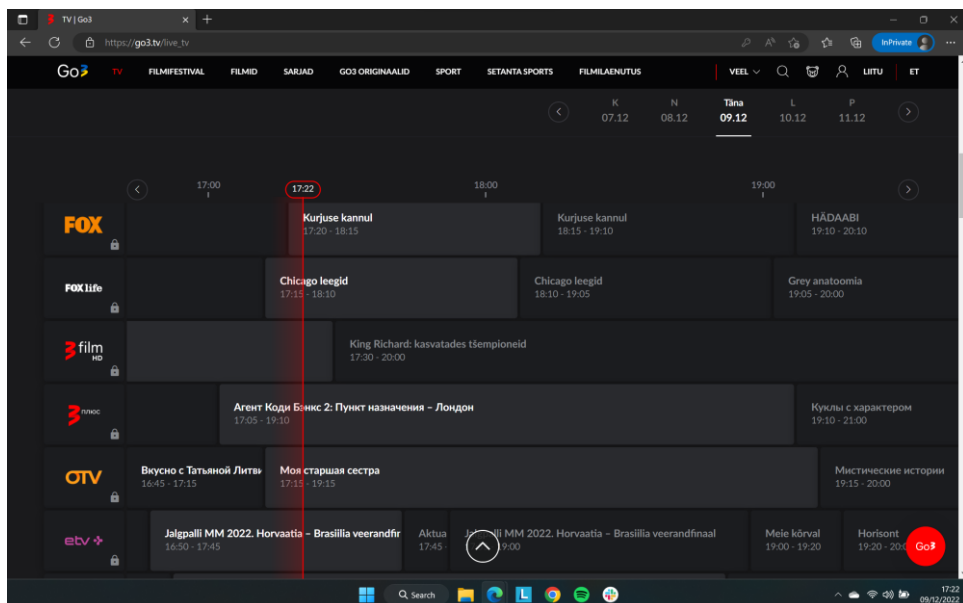 TV | Go3
https://go3.tv/live_tv
InPrivate
Go3 TV FILMIFESTIVAL FILMID SARJAD GO3 ORIGINAALID SPORT SETANTA SPORTS FILMILAENUTUS VEEL LIITU ET
K N Täna L P
07.12 08.12 09.12 10.12 11.12
17:00 17:22 18:00 19:00
FOX
Kurjuse kannul Kurjuse kannul HÄDAABI
17:20 - 18:15 18:15 - 19:10 19:10 - 20:10
FOX life
Chicago leegid Chicago leegid Grey anatoomia
17:15 - 18:10 18:10 - 19:05 19:05 - 20:00
3 film HD
King Richard: kasvatades tšempioneid
17:30 - 20:00
3 плюс
Агент Коди Бэнкс 2: Пункт назначения – Лондон Куклы с характером
17:05 - 19:10 19:10 - 21:00
OTV
Вкусно с Татьяной Литви Моя старшая сестра Мистические истории
16:45 - 17:15 17:15 - 19:15 19:15 - 20:00
etv+
Jalgpalli MM 2022. Horvaatia – Brasiilia veerandfir Aktua MM 2022. Horvaatia – Brasiilia veerandfinaal Meie kõrval Horisont
16:50 - 17:45 17:45 - 19:00 19:00 - 19:20 19:20 - 20:0
Go3
Search
17:22
09/12/2022